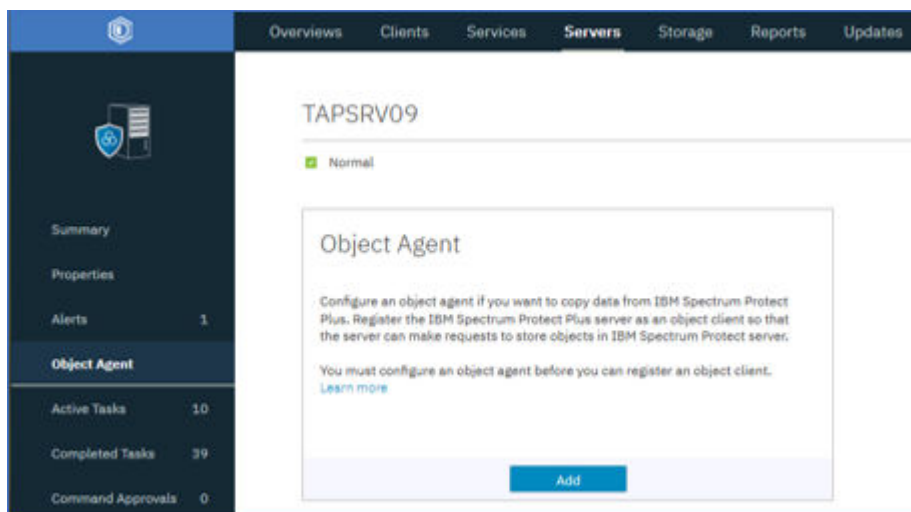 Overviews Clients Services Servers Storage Reports Updates
TAPSRV09
Normal
Summary
Properties
Alerts 1
Object Agent
Active Tasks 10
Completed Tasks 39
Command Approvals 0
Object Agent
Configure an object agent if you want to copy data from IBM Spectrum Protect
Plus. Register the IBM Spectrum Protect Plus server as an object client so that
the server can make requests to store objects in IBM Spectrum Protect server.
You must configure an object agent before you can register an object client.
Learn more
Add